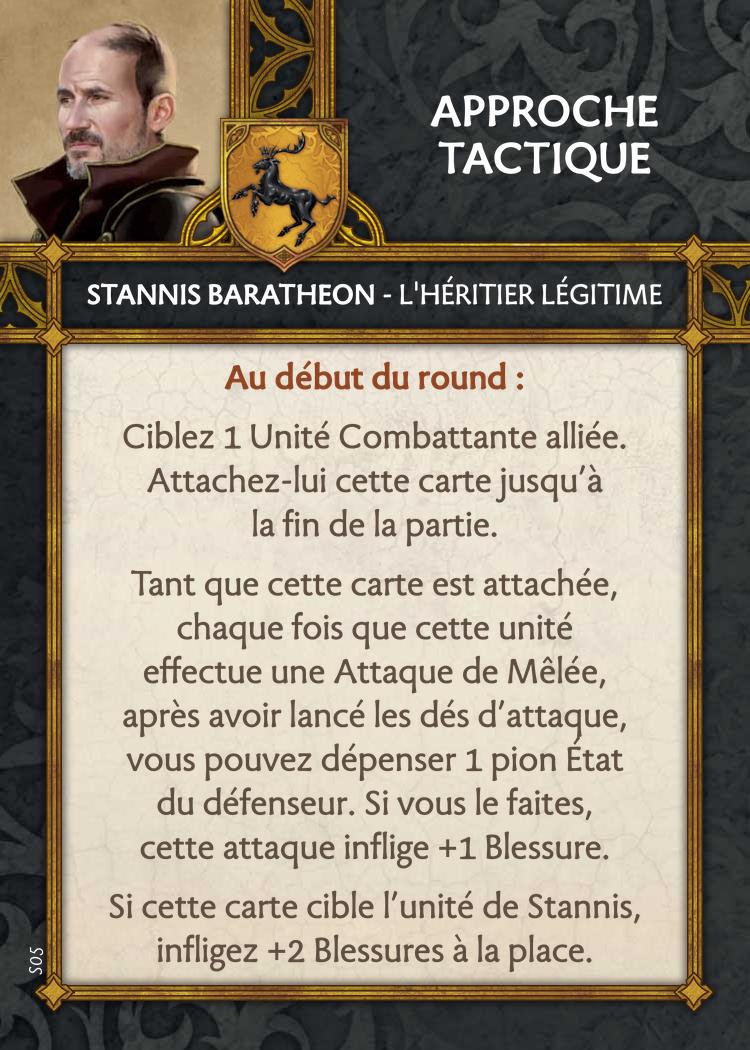 APPROCHE
TACTIQUE
STANNIS BARATHEON - L'HÉRITIER LÉGITIME
Au début du round :
Ciblez 1 Unité Combattante alliée.
Attachez-lui cette carte jusqu’à
la fin de la partie.
Tant que cette carte est attachée,
chaque fois que cette unité
effectue une Attaque de Mêlée,
après avoir lancé les dés d’attaque,
vous pouvez dépenser 1 pion État
du défenseur. Si vous le faites,
cette attaque inflige +1 Blessure.
Si cette carte cible l’unité de Stannis,
infligez +2 Blessures à la place.
S05